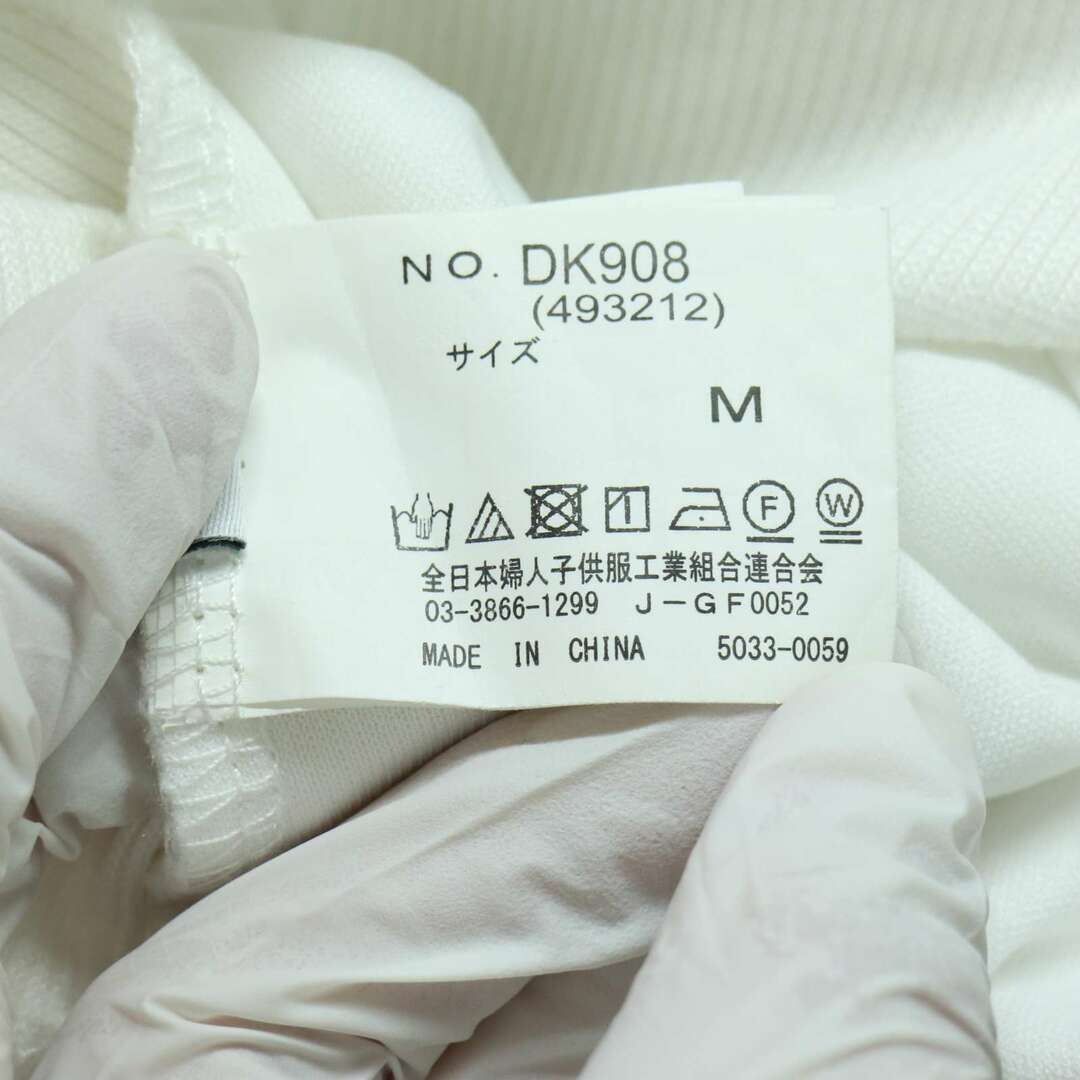 NO. DK908
(493212)
サイズ
M
F W
全日本婦人子供服工業組合連合会
03-3866-1299 J-GF0052
MADE IN CHINA 5033-0059